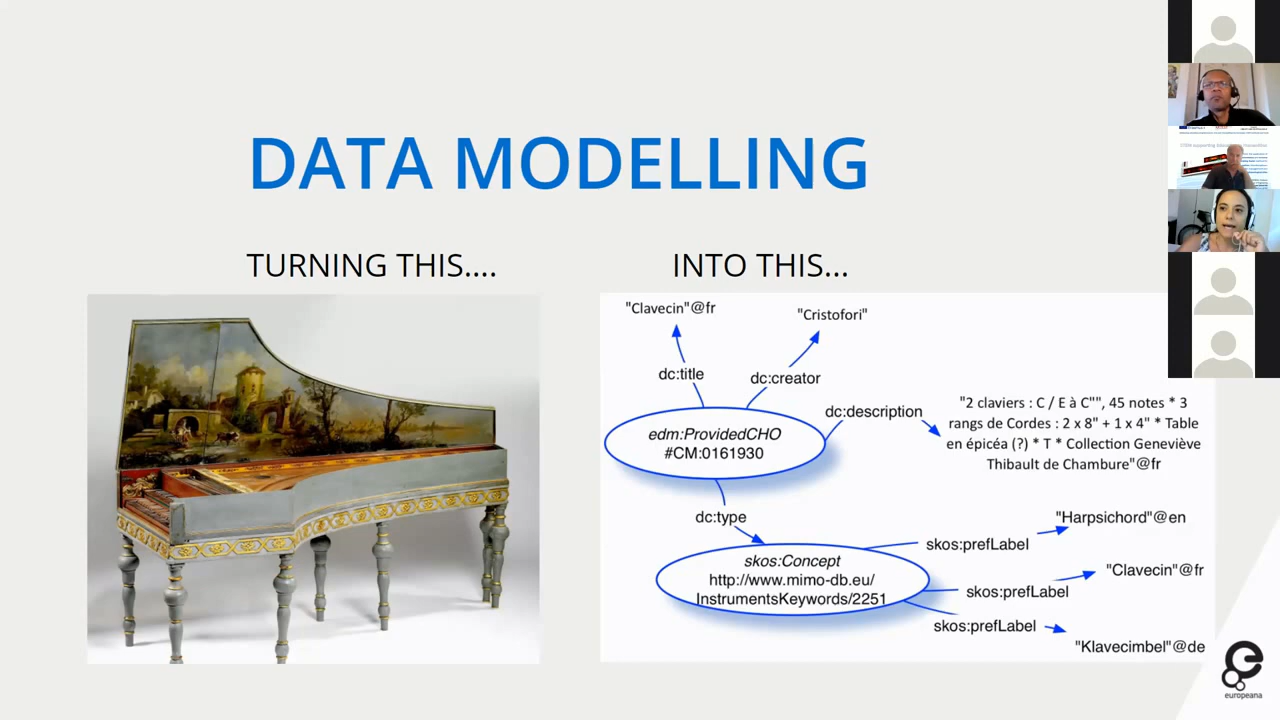 DATA MODELLING
TURNING THIS....
INTO THIS...
"Clavecin"@fr
"Cristofori"
dc:title
dc:creator
dc:description
"2 claviers : C / E à C"", 45 notes * 3
rangs de Cordes : 2 x 8" + 1 x 4" * Table
en épicéa (?) * T * Collection Geneviève
Thibault de Chambure"@fr
edm:ProvidedCHO
#CM:0161930
dc:type
skos:Concept
http://www.mimo-db.eu/
InstrumentsKeywords/2251
skos:prefLabel
"Harpsichord"@en
skos:prefLabel
"Clavecin"@fr
skos:prefLabel
"Klavecimbel"@de
europeana